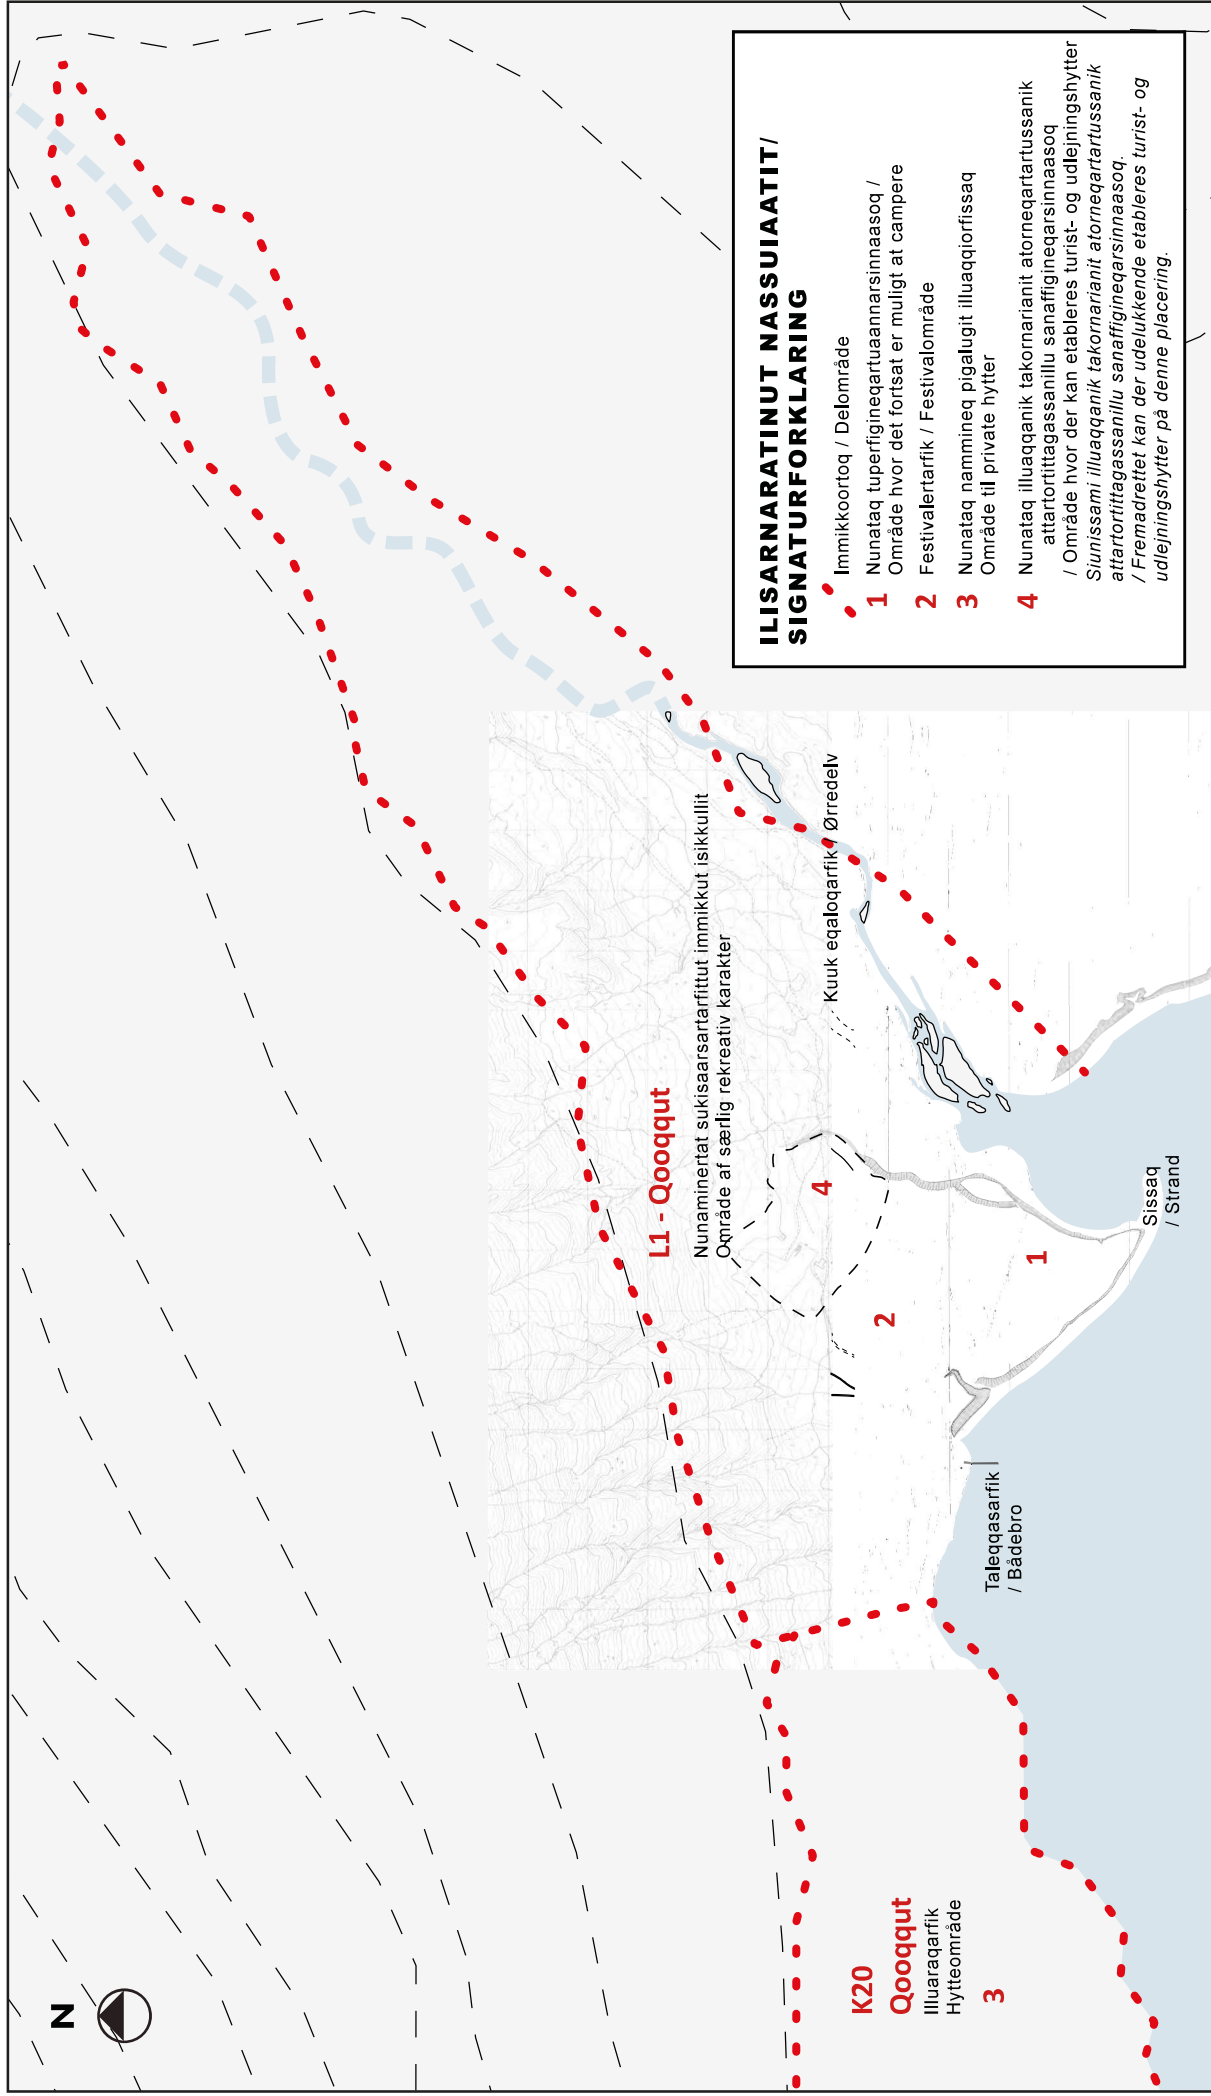 N
L1 - Qooqqut
Nunaminertat sukisaarsartarfittut immikkut isikkullit
Område af særlig rekreativ karakter
Kuuk eqaloqarfik / Ørredelv
4
2
1
Sissaq
/ Strand
Taleqqasarfik
/ Bådebro
K20
Qooqqut
Illuaraqarfik
Hytteområde
3
ILISARNARATINUT NASSUIAATIT/
SIGNATURFORKLARING
Immikkoortoq / Delområde
1 Nunataq tuperfigineqartuaannarsinnaasoq /
Område hvor det fortsat er muligt at campere
2 Festivalertarfik / Festivalområde
3 Nunataq nammineq pigalugit illuaqqiorfissaq
Område til private hytter
4 Nunataq illuaqqanik takornarianit atorneqartartussanik
attartortittagassanillu sanaffigineqarsinnaasoq
/ Område hvor der kan etableres turist- og udlejningshytter
Siunissami illuaqqanik takornarianit atorneqartartussanik
attartortittagassanillu sanaffigineqarsinnaasoq.
/ Fremadrettet kan der udelukkende etableres turist- og
udlejningshytter på denne placering.